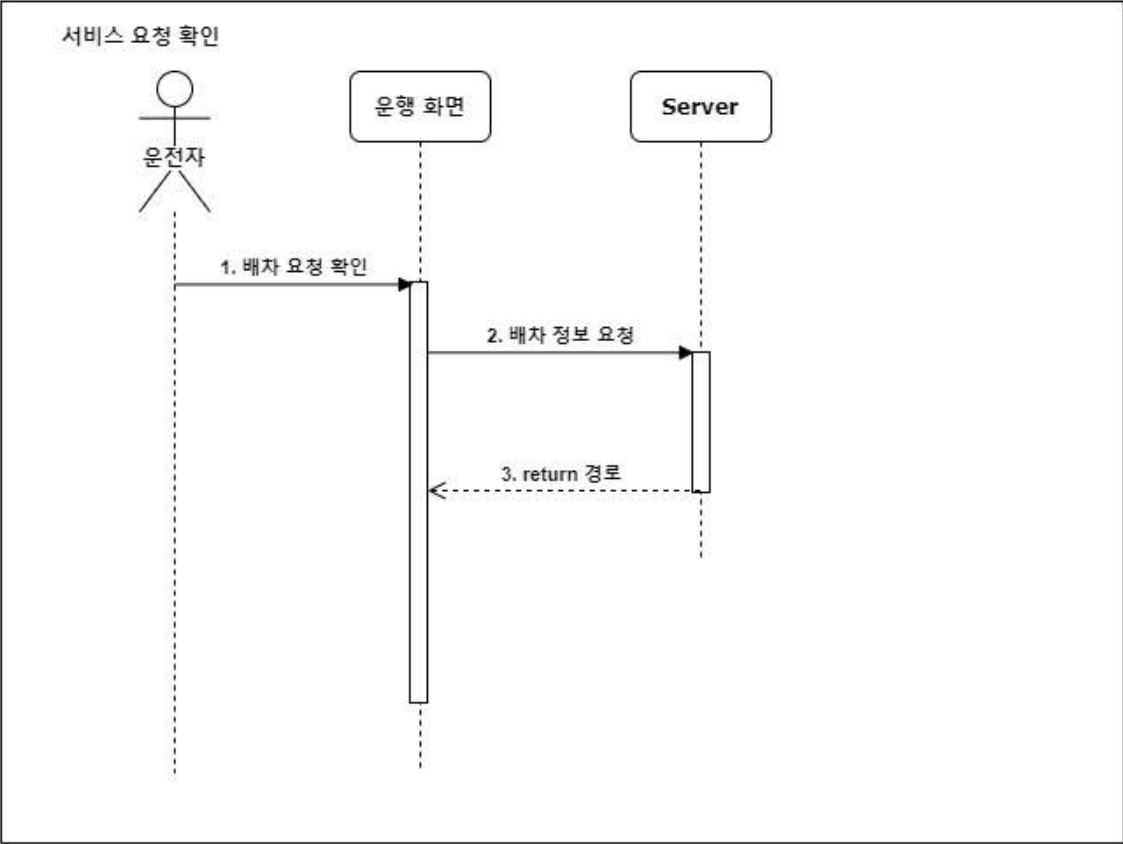 서비스 요청 확인
운전자
운행 화면
Server
1. 배차 요청 확인
2. 배차 정보 요청
3. return 경로